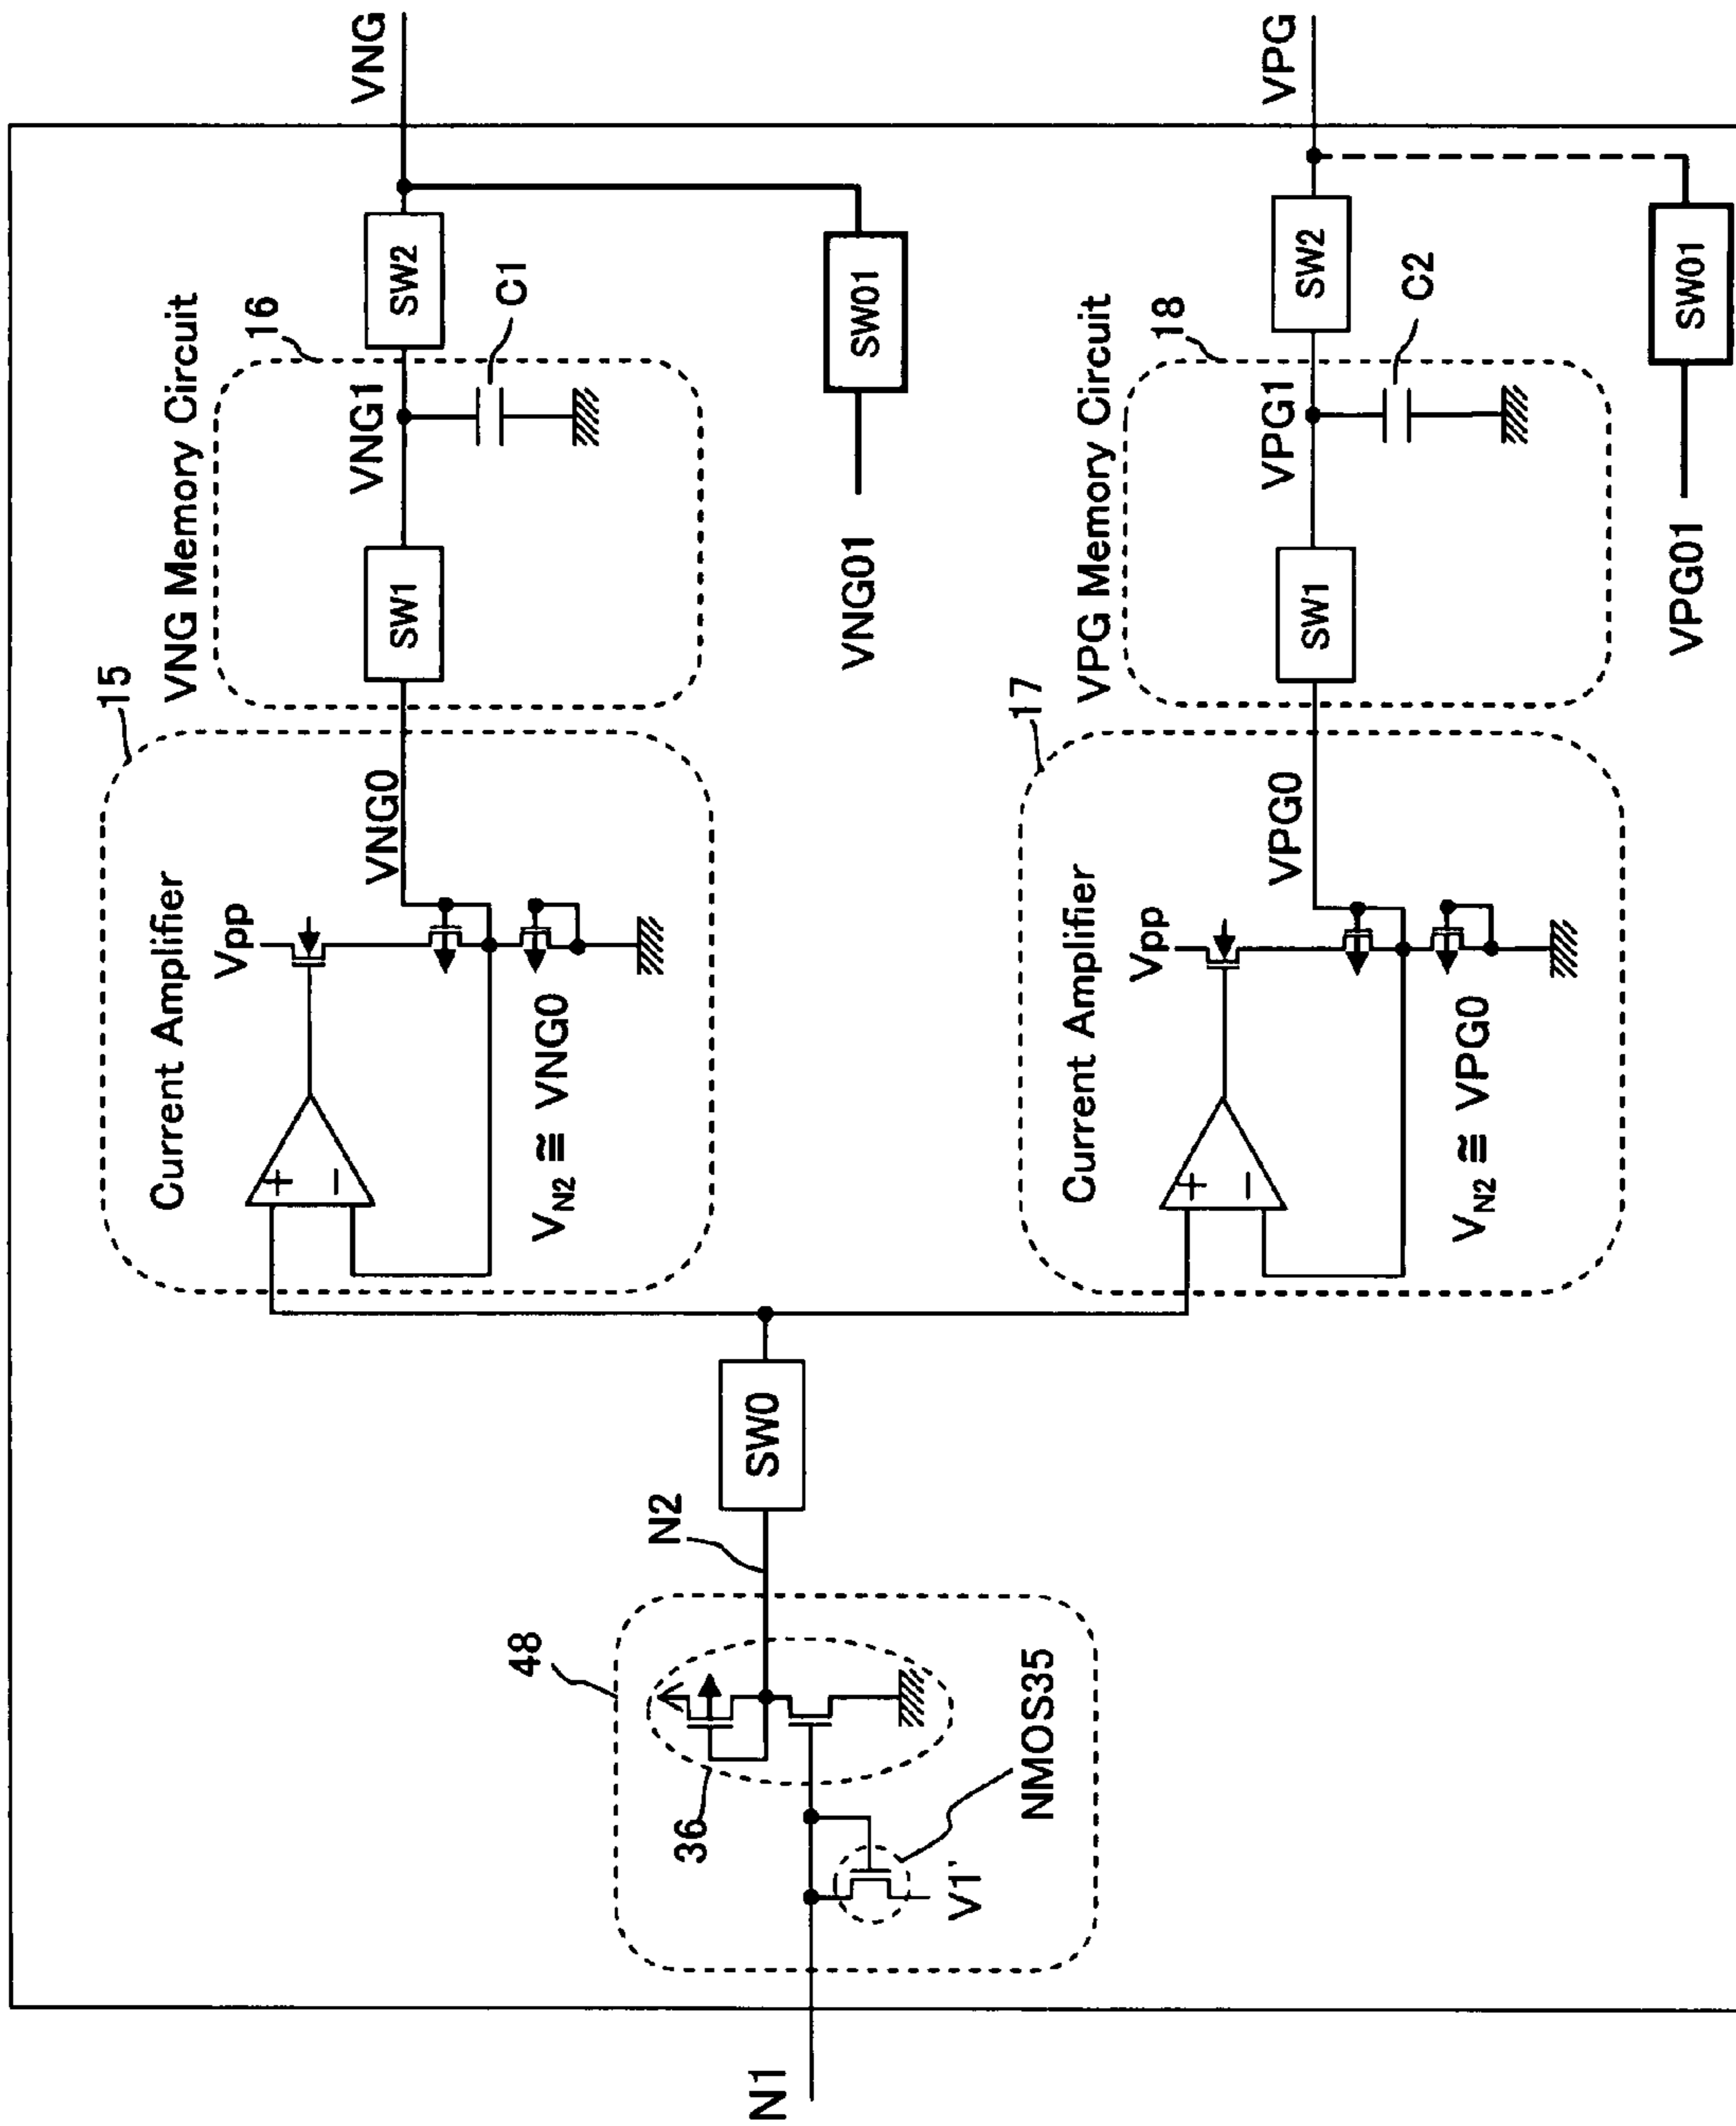 N1
48
36
NMOS35
V1
N2
SW0
15
Current Amplifier
Vpp
+
−
VNG0
VN2 ≅ VNG0
VNG Memory Circuit
16
SW1
VNG1
C1
SW2
VNG
VNG01
SW01
17
Current Amplifier
Vpp
+
−
VPG0
VN2 ≅ VPG0
VPG Memory Circuit
18
SW1
VPG1
C2
SW2
VPG
VPG01
SW01